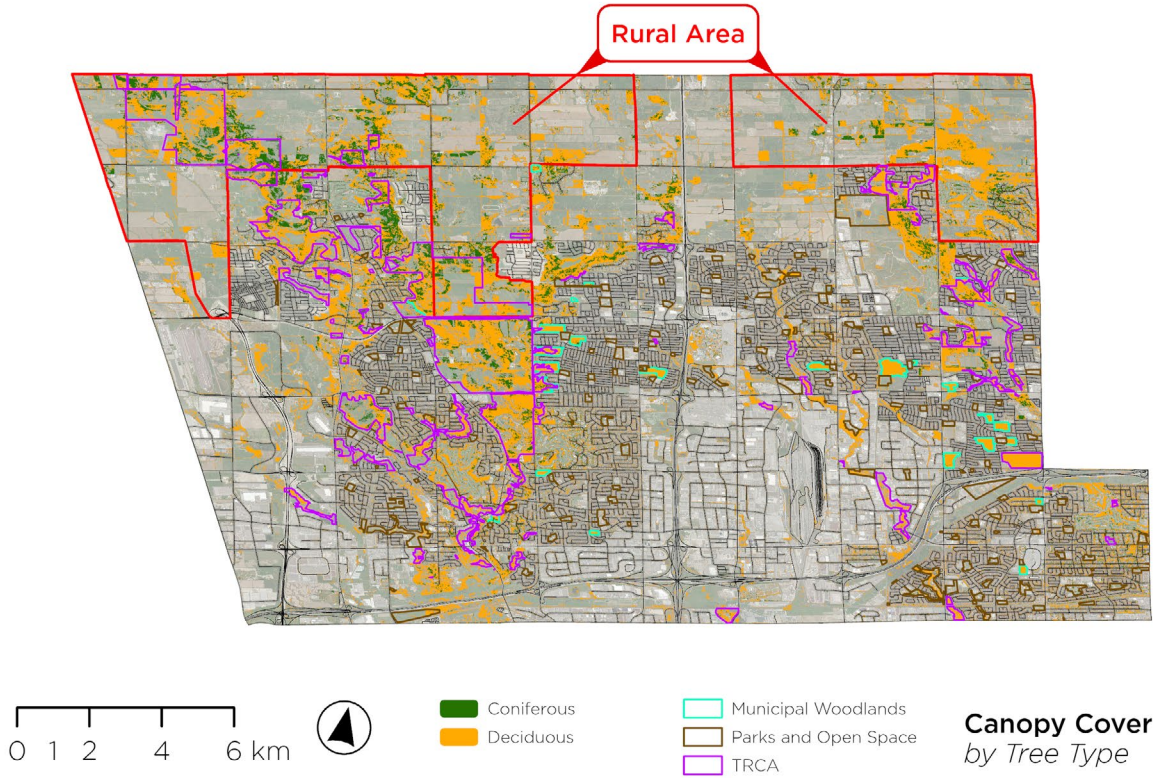 Rural Area
0 1 2 4 6 km
Coniferous
Deciduous
Municipal Woodlands
Parks and Open Space
TRCA
Canopy Cover
by Tree Type